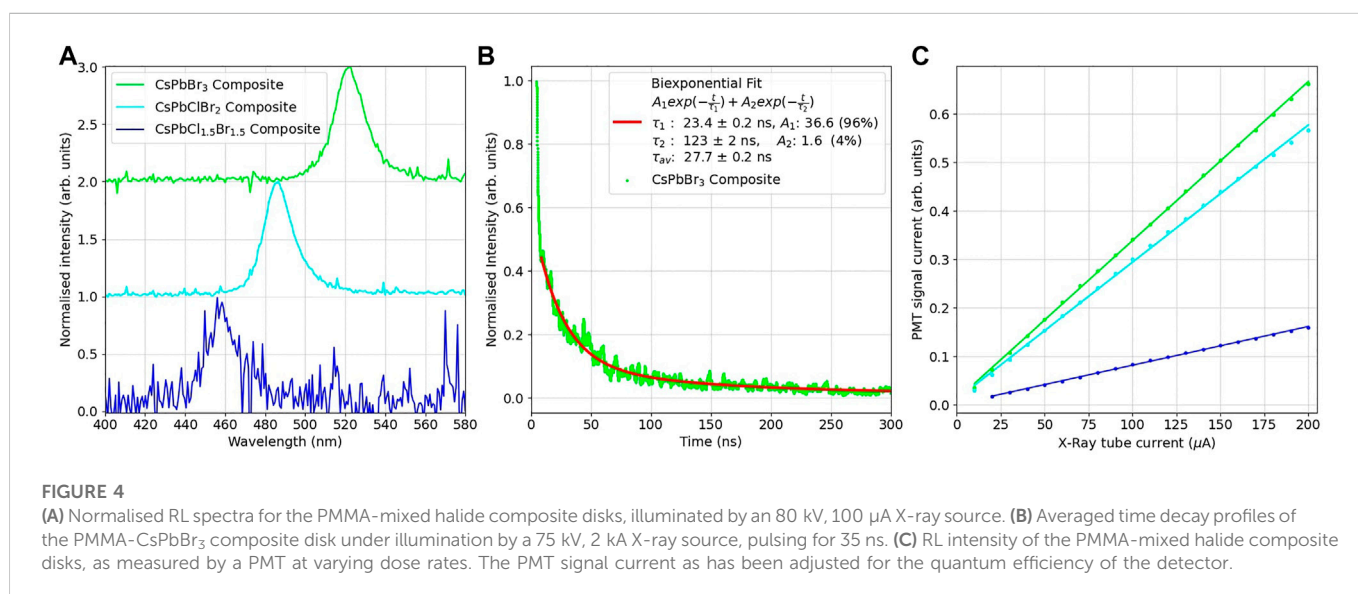 A
3.0
2.5
2.0
1.5
1.0
0.5
0.0
Normalised intensity (arb. units)
CsPbBr₃ Composite
CsPbClBr₂ Composite
CsPbCl₁.₅Br₁.₅ Composite
400 420 440 460 480 500 520 540 560 580
Wavelength (nm)
B
1.0
0.8
0.6
0.4
0.2
0.0
Normalised Intensity (arb. units)
Biexponential Fit
A₁exp(−t/τ₁) + A₂exp(−t/τ₂)
τ₁ : 23.4 ± 0.2 ns, A₁: 36.6 (96%)
τ₂ : 123 ± 2 ns, A₂: 1.6 (4%)
τav: 27.7 ± 0.2 ns
CsPbBr₃ Composite
0 50 100 150 200 250 300
Time (ns)
C
0.6
0.5
0.4
0.3
0.2
0.1
0.0
PMT signal current (arb. units)
0 25 50 75 100 125 150 175 200
X-Ray tube current (μA)
FIGURE 4
(A) Normalised RL spectra for the PMMA-mixed halide composite disks, illuminated by an 80 kV, 100 μA X-ray source. (B) Averaged time decay profiles of
the PMMA-CsPbBr₃ composite disk under illumination by a 75 kV, 2 kA X-ray source, pulsing for 35 ns. (C) RL intensity of the PMMA-mixed halide composite
disks, as measured by a PMT at varying dose rates. The PMT signal current as has been adjusted for the quantum efficiency of the detector.